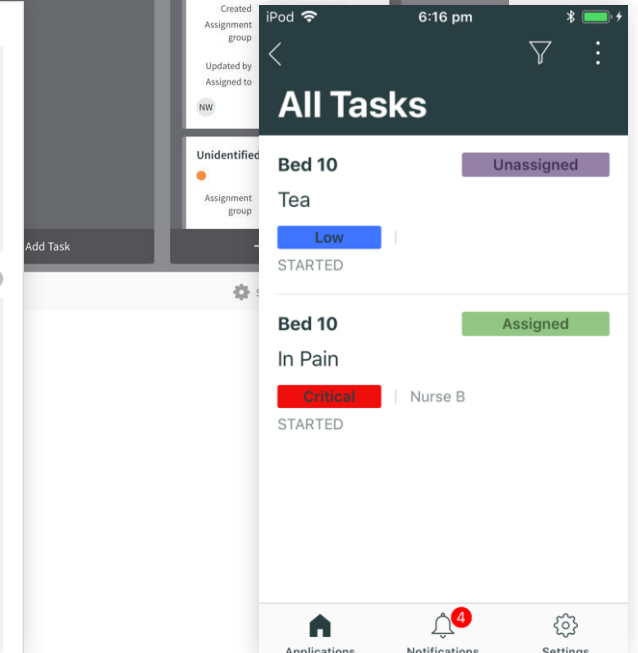 Created
Assignment
group
Updated by
Assigned to
NW
Unidentified
Assignment
group
Add Task
iPod
6:16 pm
All Tasks
Bed 10
Unassigned
Tea
Low
STARTED
Bed 10
Assigned
In Pain
Critical
Nurse B
STARTED
4
Applications
Notifications
Settings